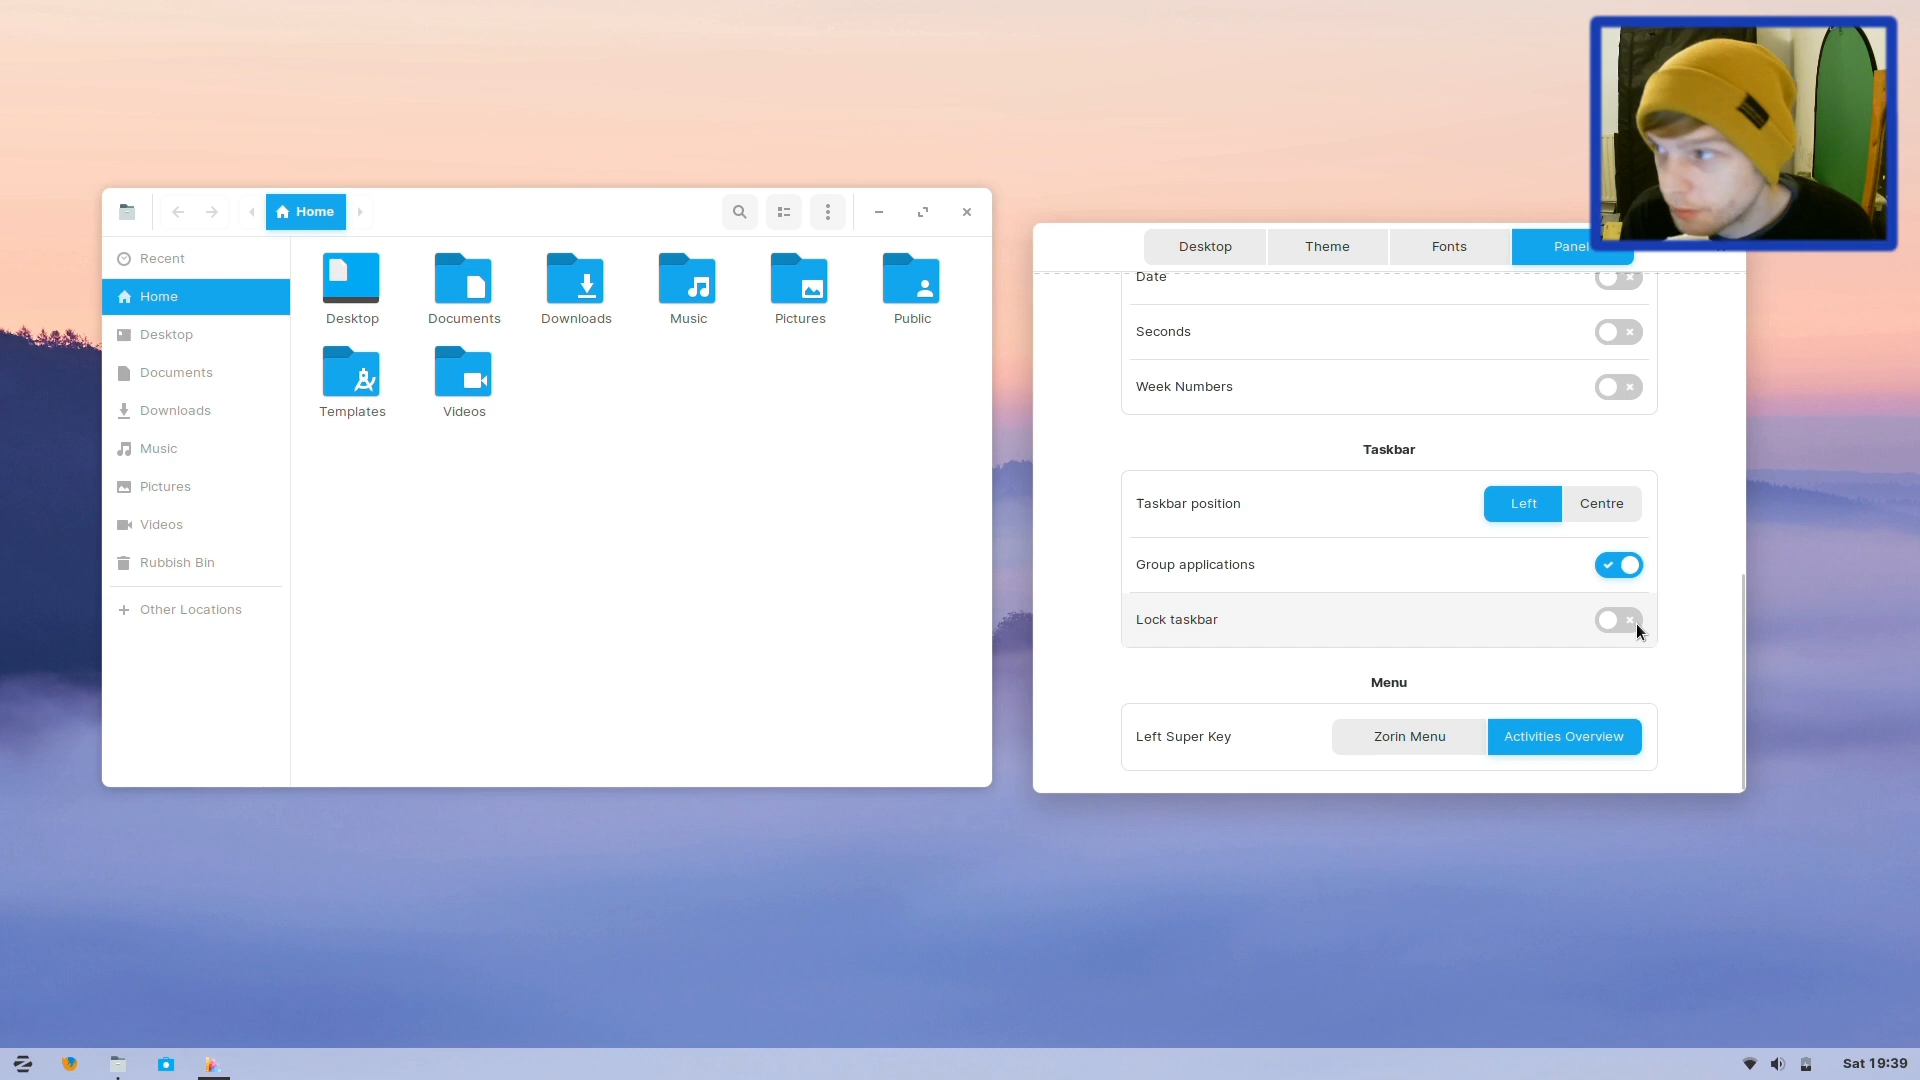 Home
Recent
Home
Desktop
Documents
Downloads
Music
Pictures
Videos
Rubbish Bin
Other Locations
Desktop
Documents
Downloads
Music
Pictures
Public
Templates
Videos
Desktop
Theme
Fonts
Panel
Date
Seconds
Week Numbers
Taskbar
Taskbar position
Left
Centre
Group applications
Lock taskbar
Menu
Left Super Key
Zorin Menu
Activities Overview
Sat 19:39